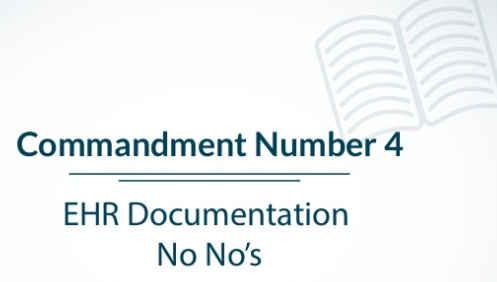 Commandment Number 4
EHR Documentation
No No’s